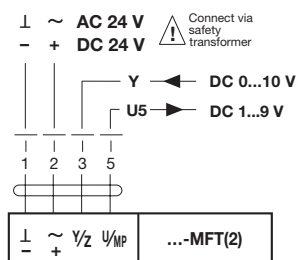 ⊥ ~ AC 24 V
− + DC 24 V
Connect via
safety
transformer
Y DC 0...10 V
U5 DC 1...9 V
1 2 3 5
⊥ ~ Y/Z U/MP ...-MFT(2)
− +